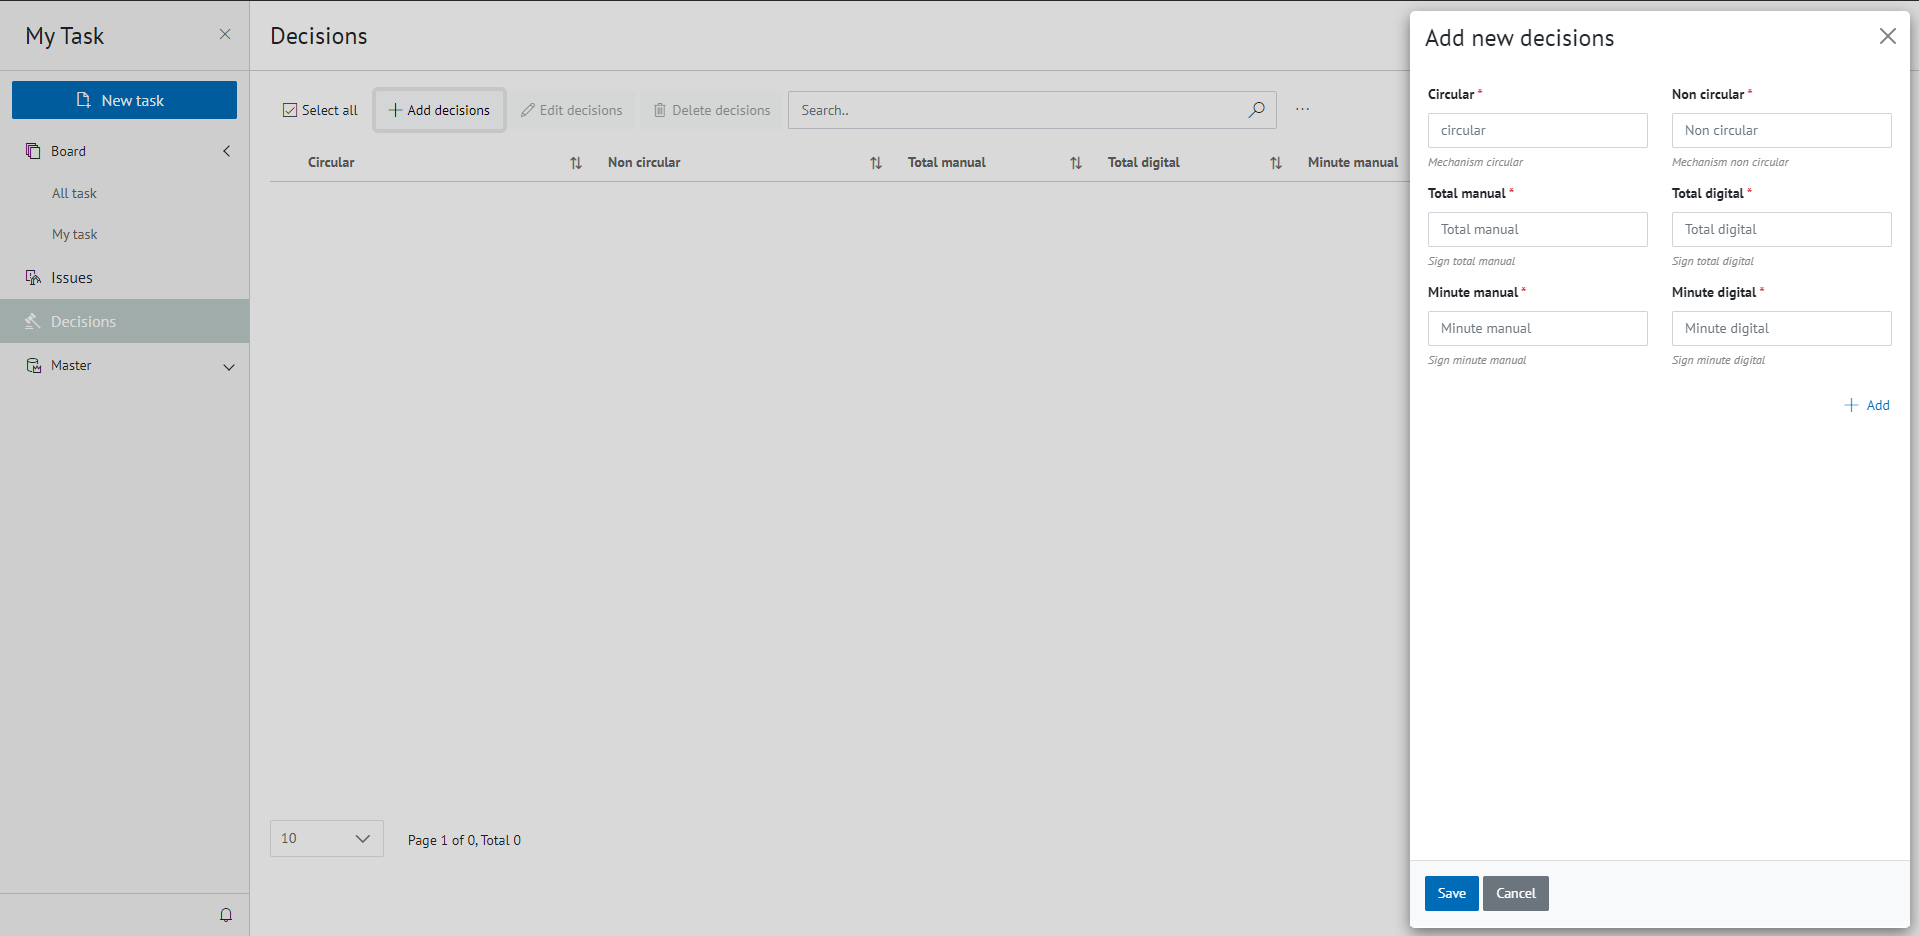 My Task
New task
Board
All task
My task
Issues
Decisions
Master
Decisions
Select all Add decisions Edit decisions Delete decisions Search.. ...
Circular Non circular Total manual Total digital Minute manual
10 Page 1 of 0, Total 0
Add new decisions
Circular * Non circular *
circular Non circular
Mechanism circular Mechanism non circular
Total manual * Total digital *
Total manual Total digital
Sign total manual Sign total digital
Minute manual * Minute digital *
Minute manual Minute digital
Sign minute manual Sign minute digital
+ Add
Save Cancel